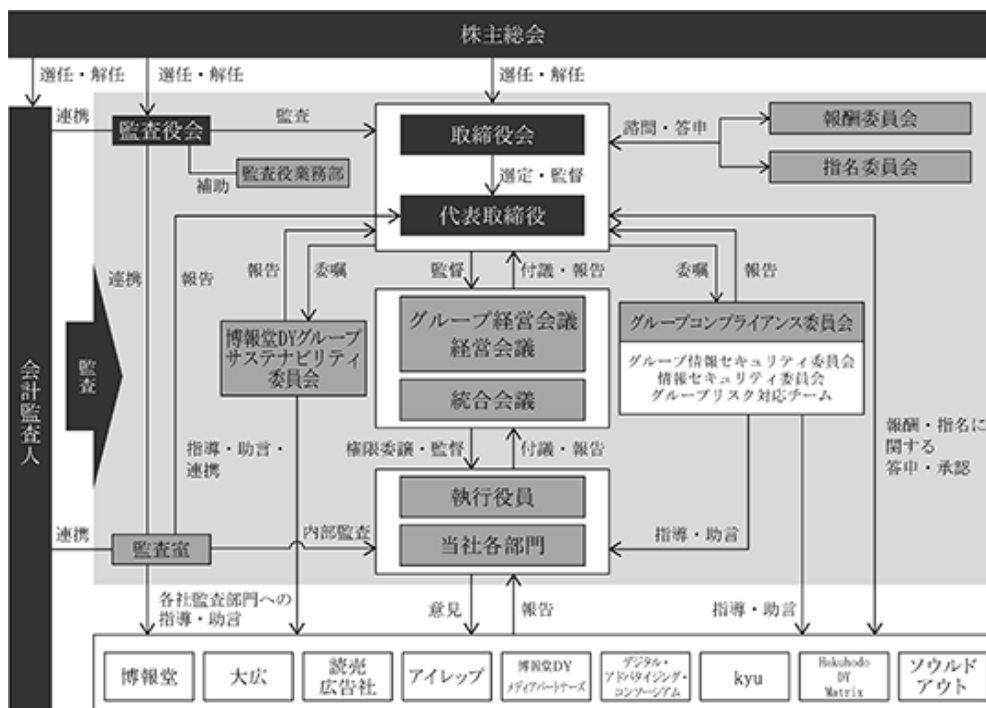 株主総会
選任・解任
選任・解任
選任・解任
連携
監査役会
監査
取締役会
諮問・答申
報酬委員会
指名委員会
補助
監査役業務部
選定・監督
代表取締役
連携
報告
報告
委嘱
監督
付議・報告
委嘱
報告
会計監査人
監査
博報堂DYグループ
サステナビリティ
委員会
グループ経営会議
経営会議
統合会議
グループコンプライアンス委員会
グループ情報セキュリティ委員会
情報セキュリティ委員会
グループリスク対応チーム
指導・助言・
連携
権限委譲・監督
付議・報告
報酬・指名に
関する
答申・承認
執行役員
当社各部門
連携
監査室
内部監査
指導・助言
各社監査部門への
指導・助言
意見
報告
指導・助言
博報堂
大広
読売
広告社
アイレップ
博報堂DY
メディアパートナーズ
デジタル・
アドバタイジング・
コンソーシアム
kyu
Hakuhodo
DY
Matrix
ソウルド
アウト